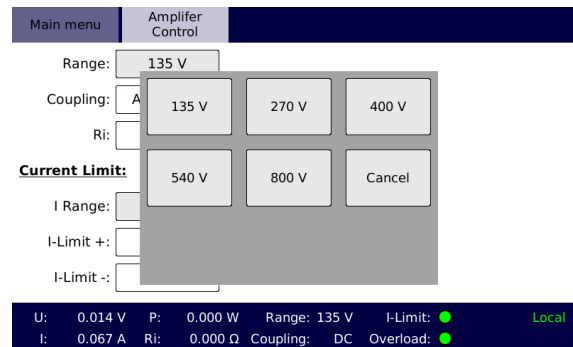 Main menu
Amplifer
Control
Range: 135 V
Coupling: A
Ri:
Current Limit:
I Range:
I-Limit +:
I-Limit -:
135 V 270 V 400 V
540 V 800 V Cancel
U: 0.014 V P: 0.000 W Range: 135 V I-Limit: Local
I: 0.067 A Ri: 0.000 Ω Coupling: DC Overload: